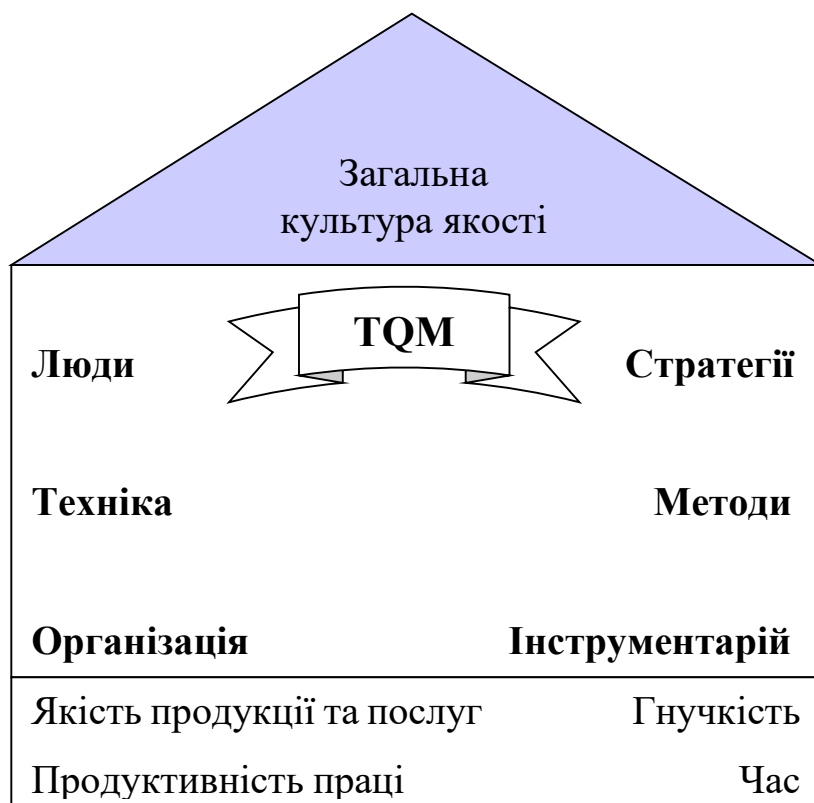 Загальна
культура якості
TQM
Люди Стратегії
Техніка Методи
Організація Інструментарій
Якість продукції та послуг Гнучкість
Продуктивність праці Час